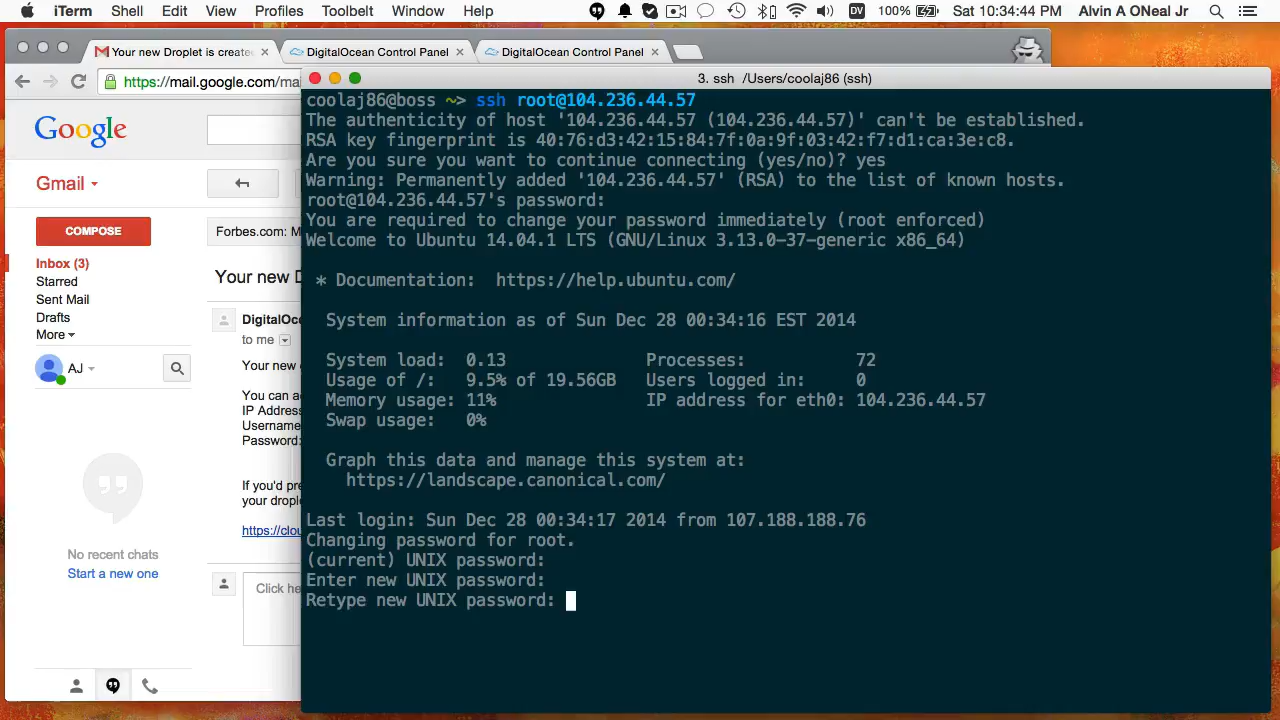 iTerm Shell Edit View Profiles Toolbelt Window Help 100% Sat 10:34:44 PM Alvin A ONeal Jr
Your new Droplet is create
DigitalOcean Control Panel
DigitalOcean Control Panel
https://mail.google.com/ma
3. ssh /Users/coolaj86 (ssh)
Google
Gmail
COMPOSE
Inbox (3)
Starred
Sent Mail
Drafts
More
AJ
No recent chats
Start a new one
Forbes.com: M
Your new D
DigitalOce
to me
Your new
You can a
IP Address
Username
Password:
If you'd pre
your drople
https://clou
Click he
coolaj86@boss ~> ssh root@104.236.44.57
The authenticity of host '104.236.44.57 (104.236.44.57)' can't be established.
RSA key fingerprint is 40:76:d3:42:15:84:7f:0a:9f:03:42:f7:d1:ca:3e:c8.
Are you sure you want to continue connecting (yes/no)? yes
Warning: Permanently added '104.236.44.57' (RSA) to the list of known hosts.
root@104.236.44.57's password:
You are required to change your password immediately (root enforced)
Welcome to Ubuntu 14.04.1 LTS (GNU/Linux 3.13.0-37-generic x86_64)
* Documentation: https://help.ubuntu.com/
System information as of Sun Dec 28 00:34:16 EST 2014
System load: 0.13 Processes: 72
Usage of /: 9.5% of 19.56GB Users logged in: 0
Memory usage: 11% IP address for eth0: 104.236.44.57
Swap usage: 0%
Graph this data and manage this system at:
https://landscape.canonical.com/
Last login: Sun Dec 28 00:34:17 2014 from 107.188.188.76
Changing password for root.
(current) UNIX password:
Enter new UNIX password:
Retype new UNIX password: